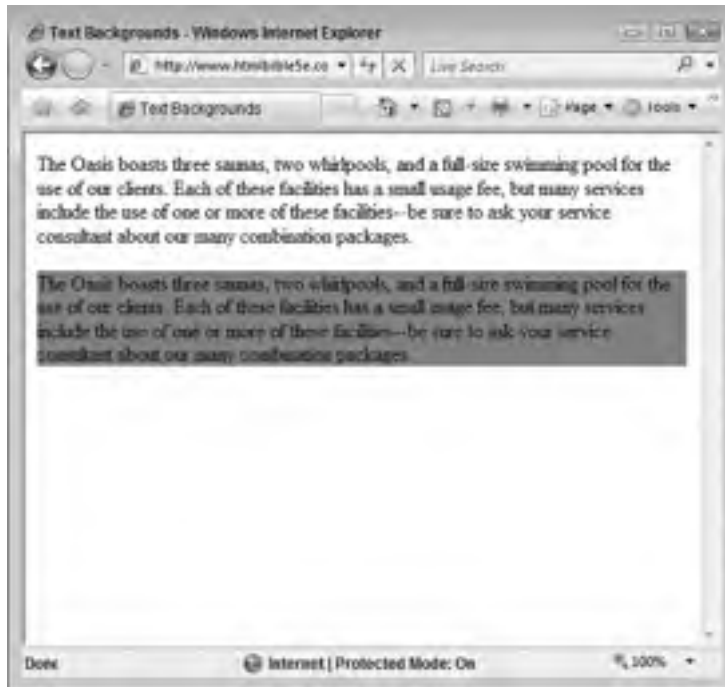 Text Backgrounds - Windows Internet Explorer
http://www.htmlbible5e.co
Live Search
Text Backgrounds
Page
Tools
The Oasis boasts three saunas, two whirlpools, and a full-size swimming pool for the
use of our clients. Each of these facilities has a small usage fee, but many services
include the use of one or more of these facilities--be sure to ask your service
consultant about our many combination packages.
The Oasis boasts three saunas, two whirlpools, and a full-size swimming pool for the
use of our clients. Each of these facilities has a small usage fee, but many services
include the use of one or more of these facilities--be sure to ask your service
consultant about our many combination packages.
Done
Internet | Protected Mode: On
100%